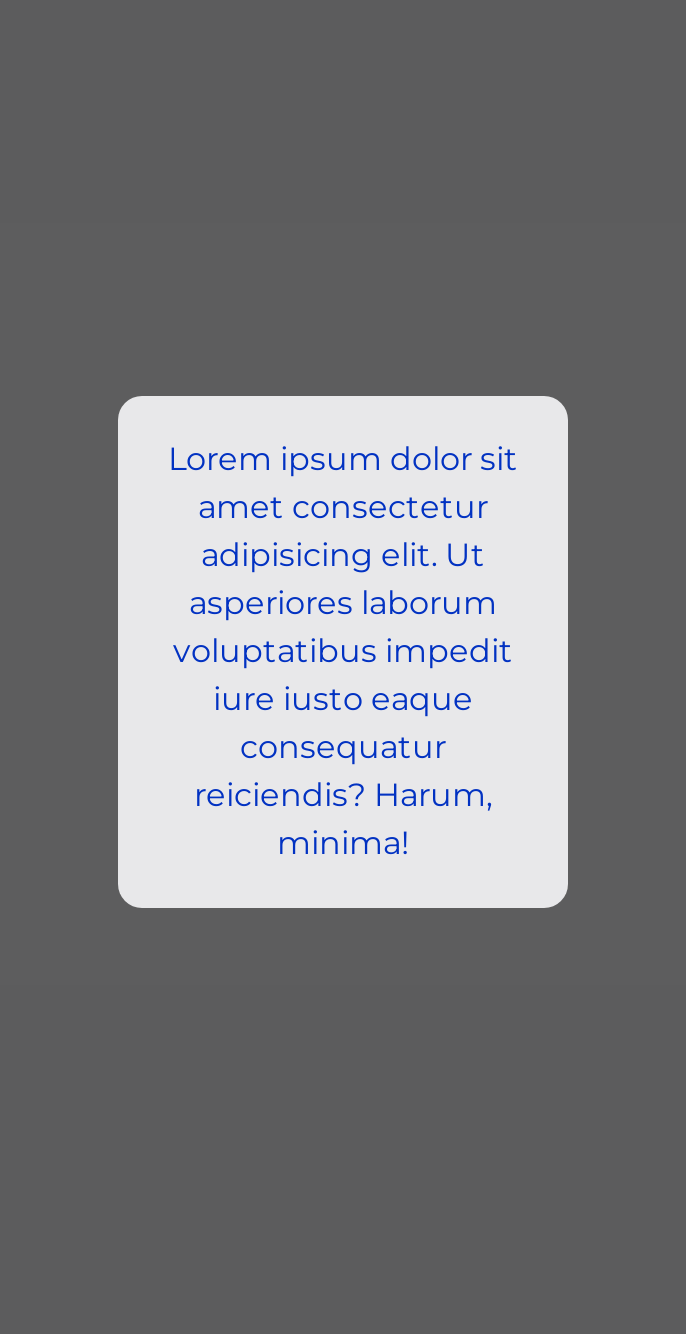 Lorem ipsum dolor sit
amet consectetur
adipisicing elit. Ut
asperiores laborum
voluptatibus impedit
iure iusto eaque
consequatur
reiciendis? Harum,
minima!